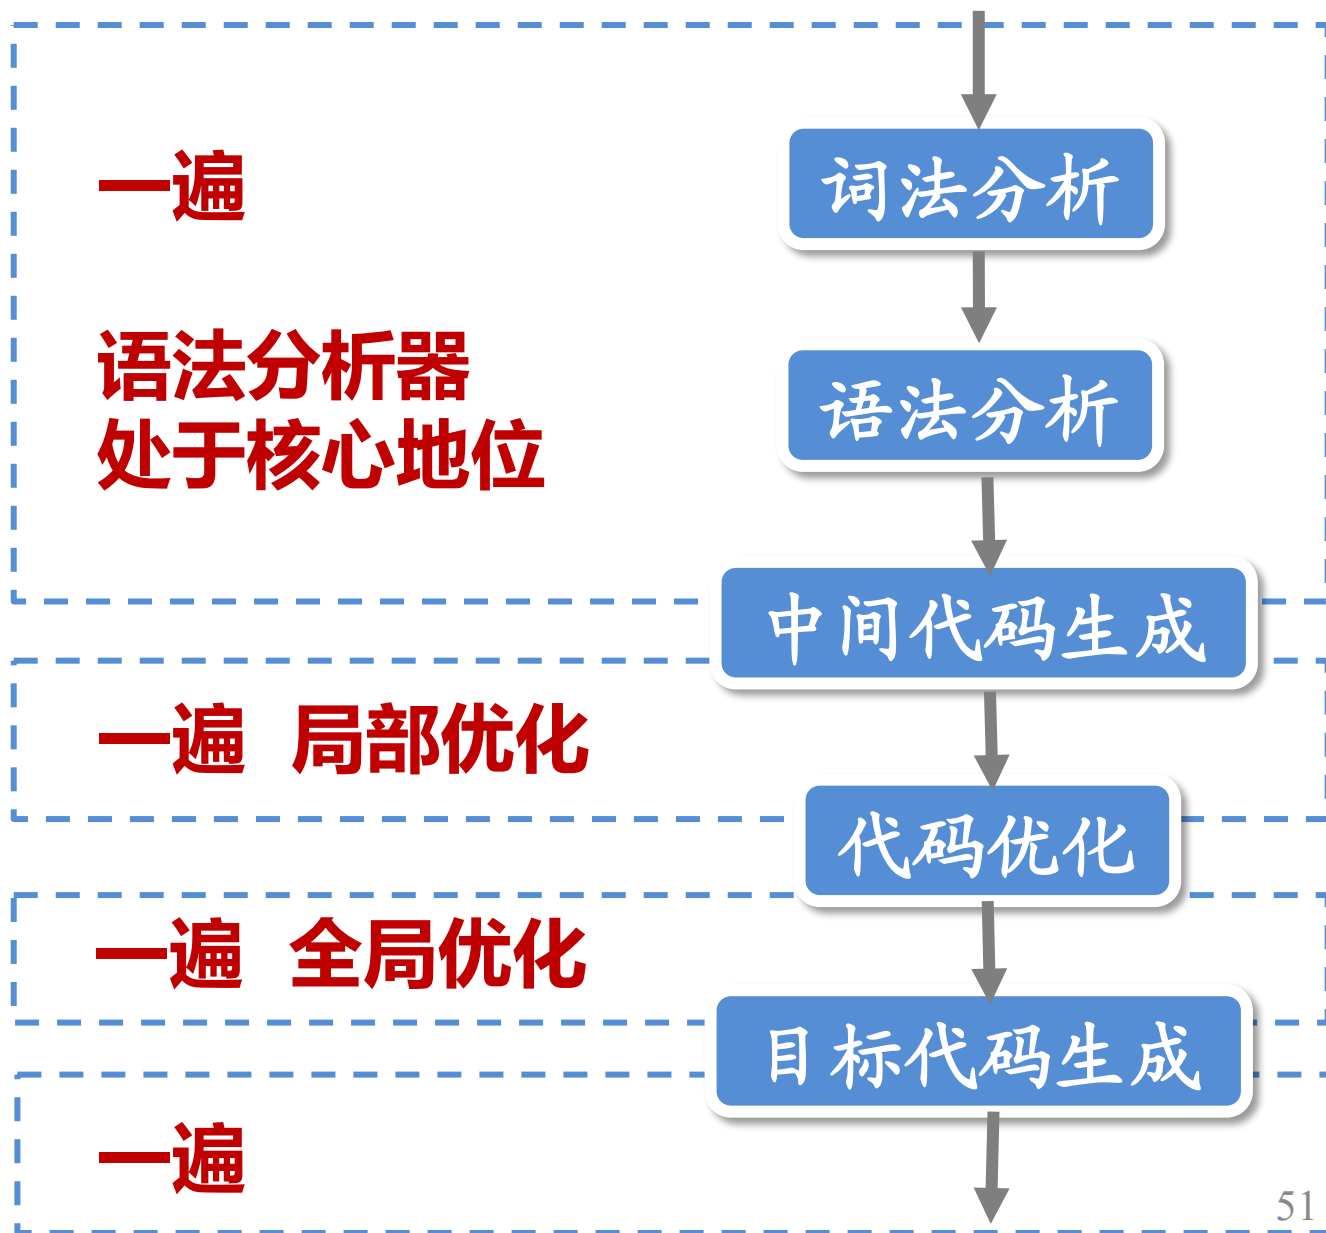 一遍
词法分析
语法分析器
处于核心地位
语法分析
中间代码生成
一遍 局部优化
代码优化
一遍 全局优化
目标代码生成
一遍
51